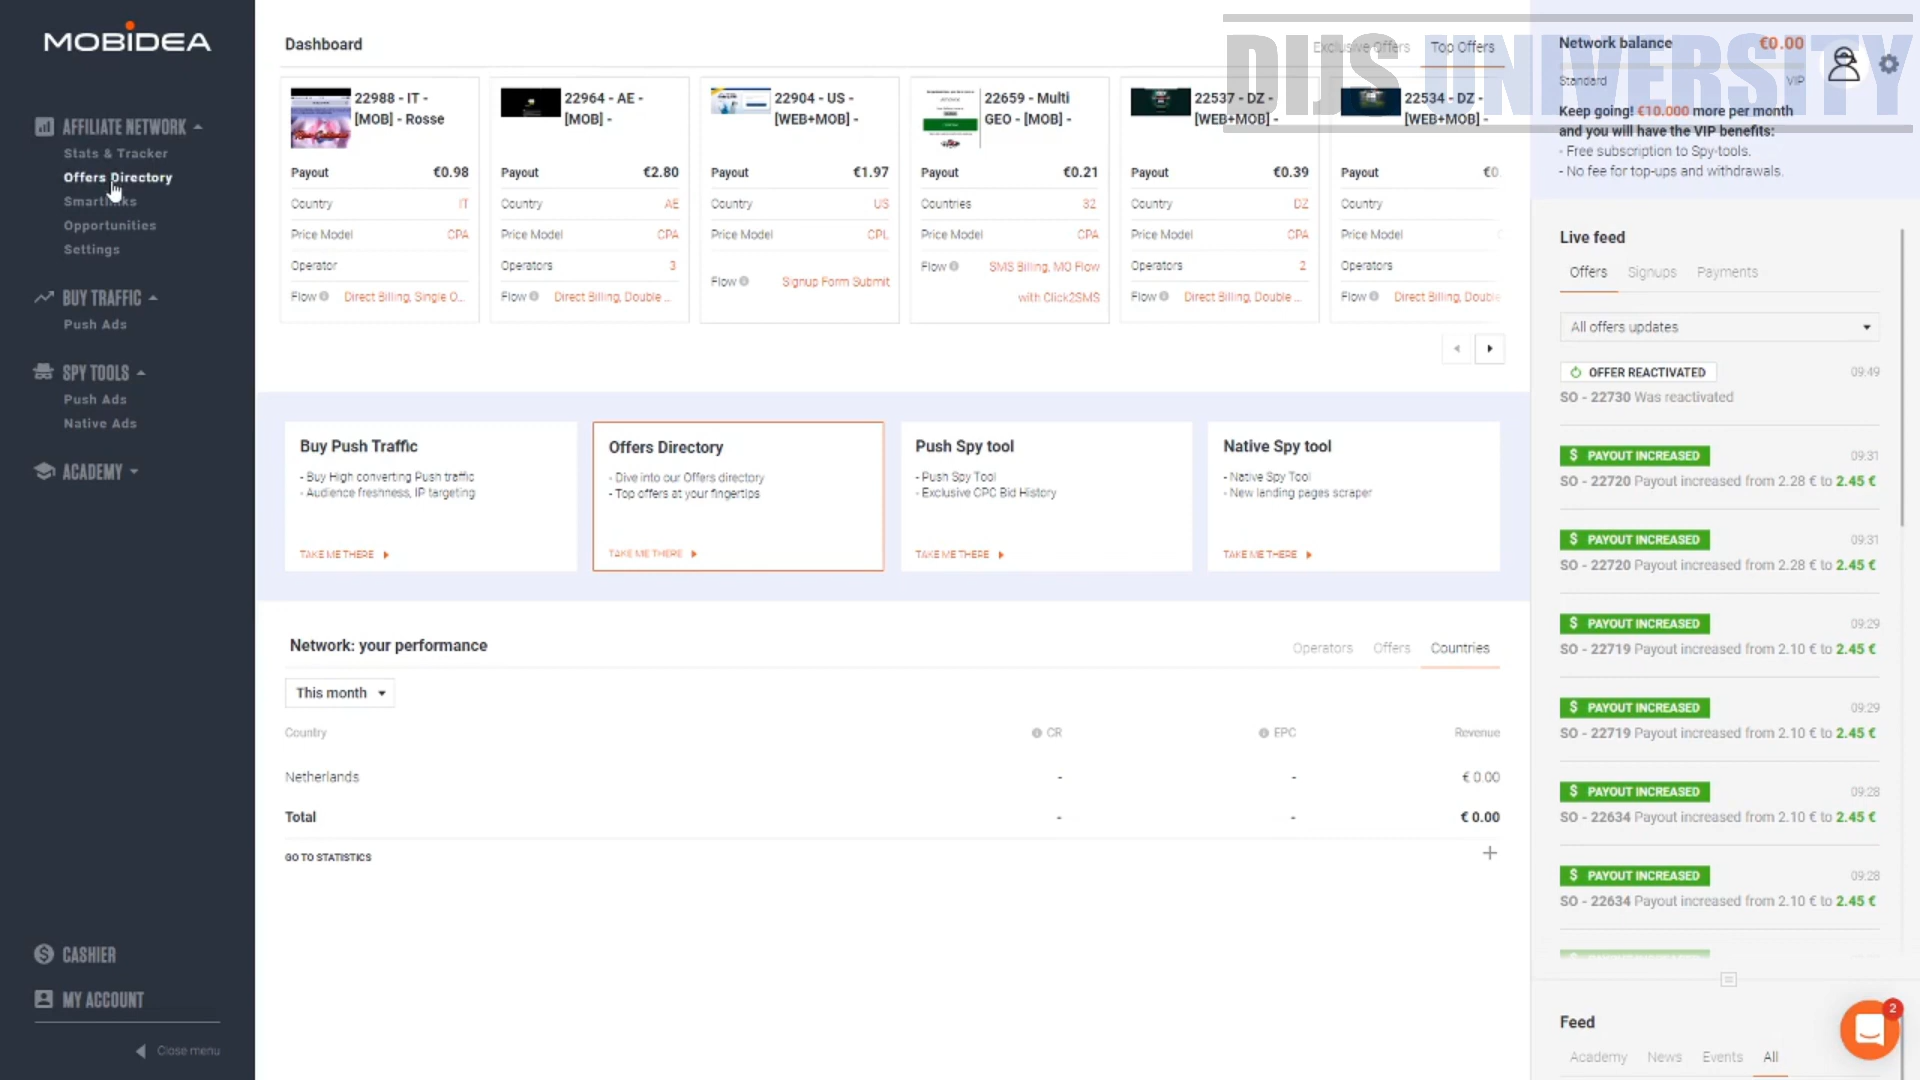 MOBIDEA
AFFILIATE NETWORK
Stats & Tracker
Offers Directory
Smartlinks
Opportunities
Settings
BUY TRAFFIC
Push Ads
SPY TOOLS
Push Ads
Native Ads
ACADEMY
CASHIER
MY ACCOUNT
Close menu
Dashboard
Exclusive Offers Top Offers
22988 - IT -
[MOB] - Rosse
Payout €0.98
Country IT
Price Model CPA
Operator
Flow Direct Billing, Single O...
22964 - AE -
[MOB] -
Payout €2.80
Country AE
Price Model CPA
Operators 3
Flow Direct Billing, Double ...
22904 - US -
[WEB+MOB] -
Payout €1.97
Country US
Price Model CPL
Flow Signup Form Submit
22659 - Multi
GEO - [MOB] -
Payout €0.21
Countries 32
Price Model CPA
Flow SMS Billing, MO Flow
with Click2SMS
22537 - DZ -
[WEB+MOB] -
Payout €0.39
Country DZ
Price Model CPA
Operators 2
Flow Direct Billing, Double ...
22534 - DZ -
[WEB+MOB] -
Payout €0.
Country
Price Model
Operators
Flow Direct Billing, Double
Buy Push Traffic
- Buy High converting Push traffic
- Audience freshness, IP targeting
TAKE ME THERE
Offers Directory
- Dive into our Offers directory
- Top offers at your fingertips
TAKE ME THERE
Push Spy tool
- Push Spy Tool
- Exclusive CPC Bid History
TAKE ME THERE
Native Spy tool
- Native Spy Tool
- New landing pages scraper
TAKE ME THERE
Network: your performance
Operators Offers Countries
This month
Country CR EPC Revenue
Netherlands - - € 0.00
Total - - € 0.00
GO TO STATISTICS +
DIJS UNIVERSITY
Network balance €0.00
Standard VIP
Keep going! €10.000 more per month
and you will have the VIP benefits:
- Free subscription to Spy-tools.
- No fee for top-ups and withdrawals.
Live feed
Offers Signups Payments
All offers updates
OFFER REACTIVATED 09:49
SO - 22730 Was reactivated
$ PAYOUT INCREASED 09:31
SO - 22720 Payout increased from 2.28 € to 2.45 €
$ PAYOUT INCREASED 09:31
SO - 22720 Payout increased from 2.28 € to 2.45 €
$ PAYOUT INCREASED 09:29
SO - 22719 Payout increased from 2.10 € to 2.45 €
$ PAYOUT INCREASED 09:29
SO - 22719 Payout increased from 2.10 € to 2.45 €
$ PAYOUT INCREASED 09:28
SO - 22634 Payout increased from 2.10 € to 2.45 €
$ PAYOUT INCREASED 09:28
SO - 22634 Payout increased from 2.10 € to 2.45 €
Feed
2
Academy News Events All